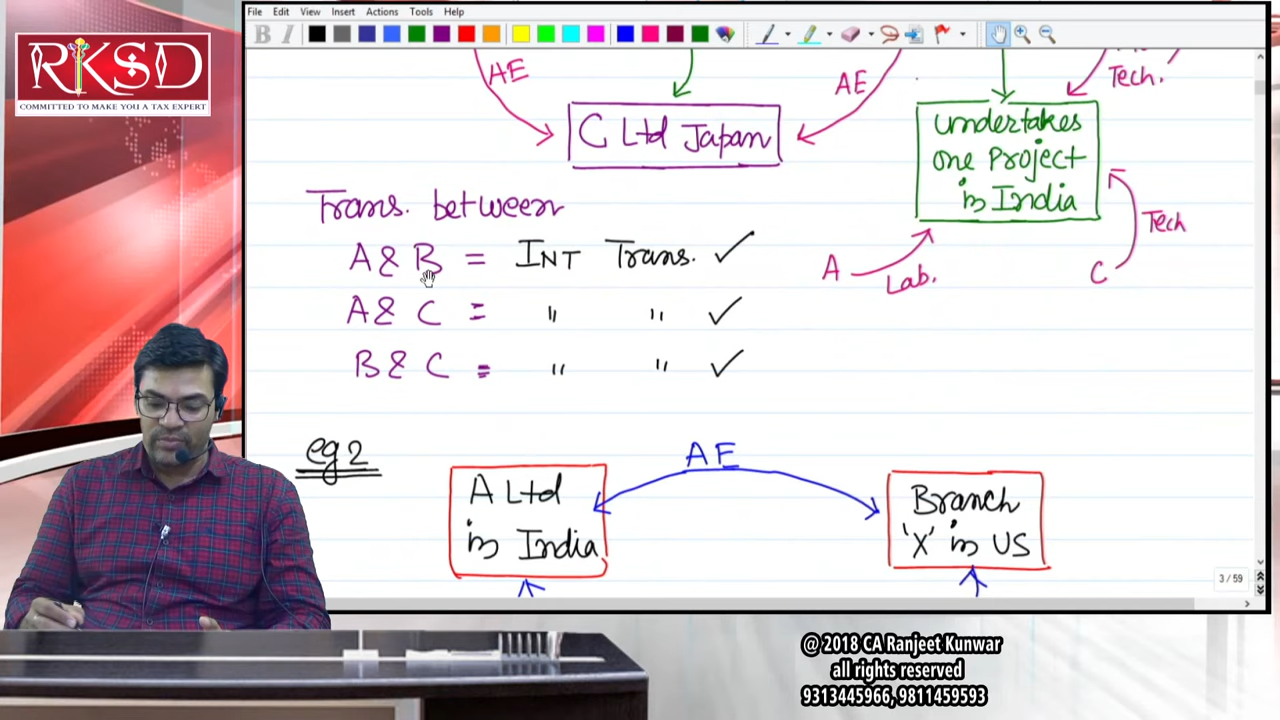 File Edit View Insert Actions Tools Help
B I
RKSD
COMMITTED TO MAKE YOU A TAX EXPERT
AE
AE
Tech.
C Ltd Japan
Undertakes
one Project
in India
Trans. between
A & B = INT Trans. ✓
A & C = " " ✓
B & C = " " ✓
A
Lab.
C
Tech
eg 2
AE
A Ltd
in India
Branch
'X' in US
3 / 59
@ 2018 CA Ranjeet Kunwar
all rights reserved
9313445966, 9811459593